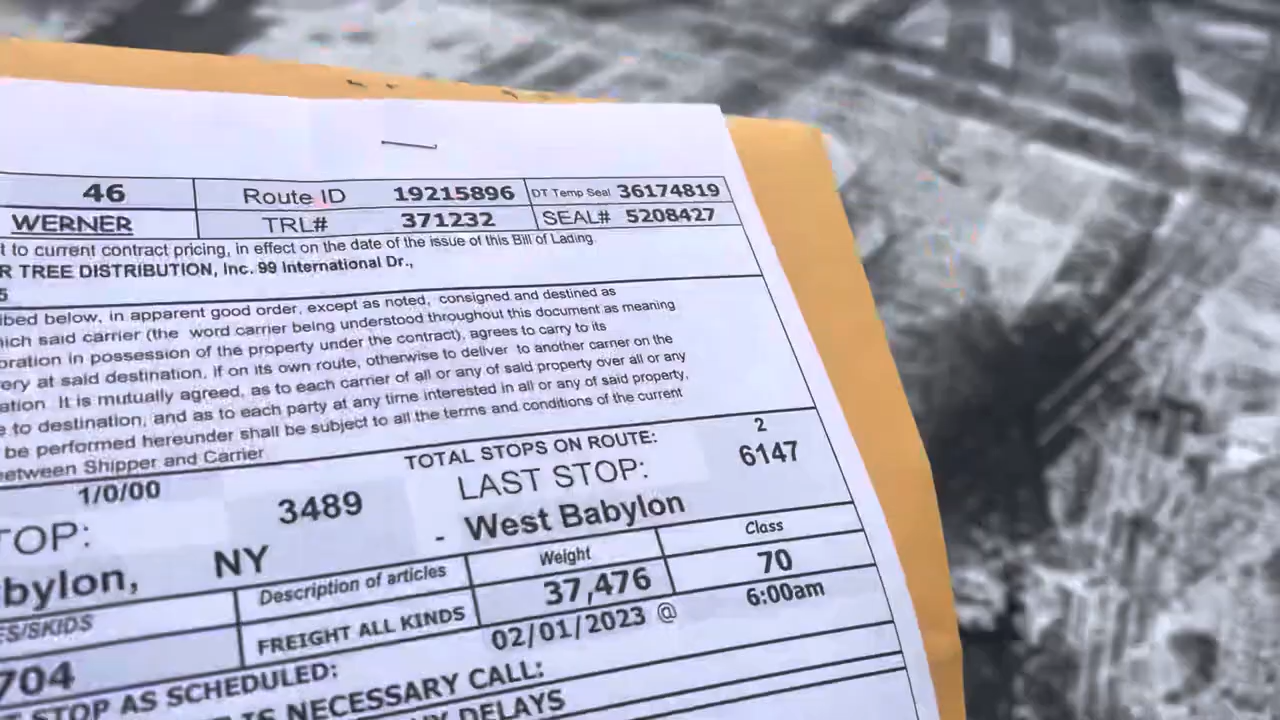 46 Route ID 19215896 DT Temp Seal 36174819
WERNER TRL# 371232 SEAL# 5208427
t to current contract pricing, in effect on the date of the issue of this Bill of Lading.
R TREE DISTRIBUTION, Inc. 99 International Dr.,
5
ibed below, in apparent good order, except as noted, consigned and destined as
hich said carrier (the word carrier being understood throughout this document as meaning
oration in possession of the property under the contract), agrees to carry to its
ery at said destination, if on its own route, otherwise to deliver to another carrier on the
ation. It is mutually agreed, as to each carrier of all or any of said property over all or any
e to destination, and as to each party at any time interested in all or any of said property,
be performed hereunder shall be subject to all the terms and conditions of the current
etween Shipper and Carrier
TOTAL STOPS ON ROUTE: 2
1/0/00
TOP: 3489 LAST STOP: 6147
bylon, NY - West Babylon
ES/SKIDS Description of articles Weight Class
704 FREIGHT ALL KINDS 37,476 70
02/01/2023 @ 6:00am
T STOP AS SCHEDULED:
IS NECESSARY CALL:
DELAYS